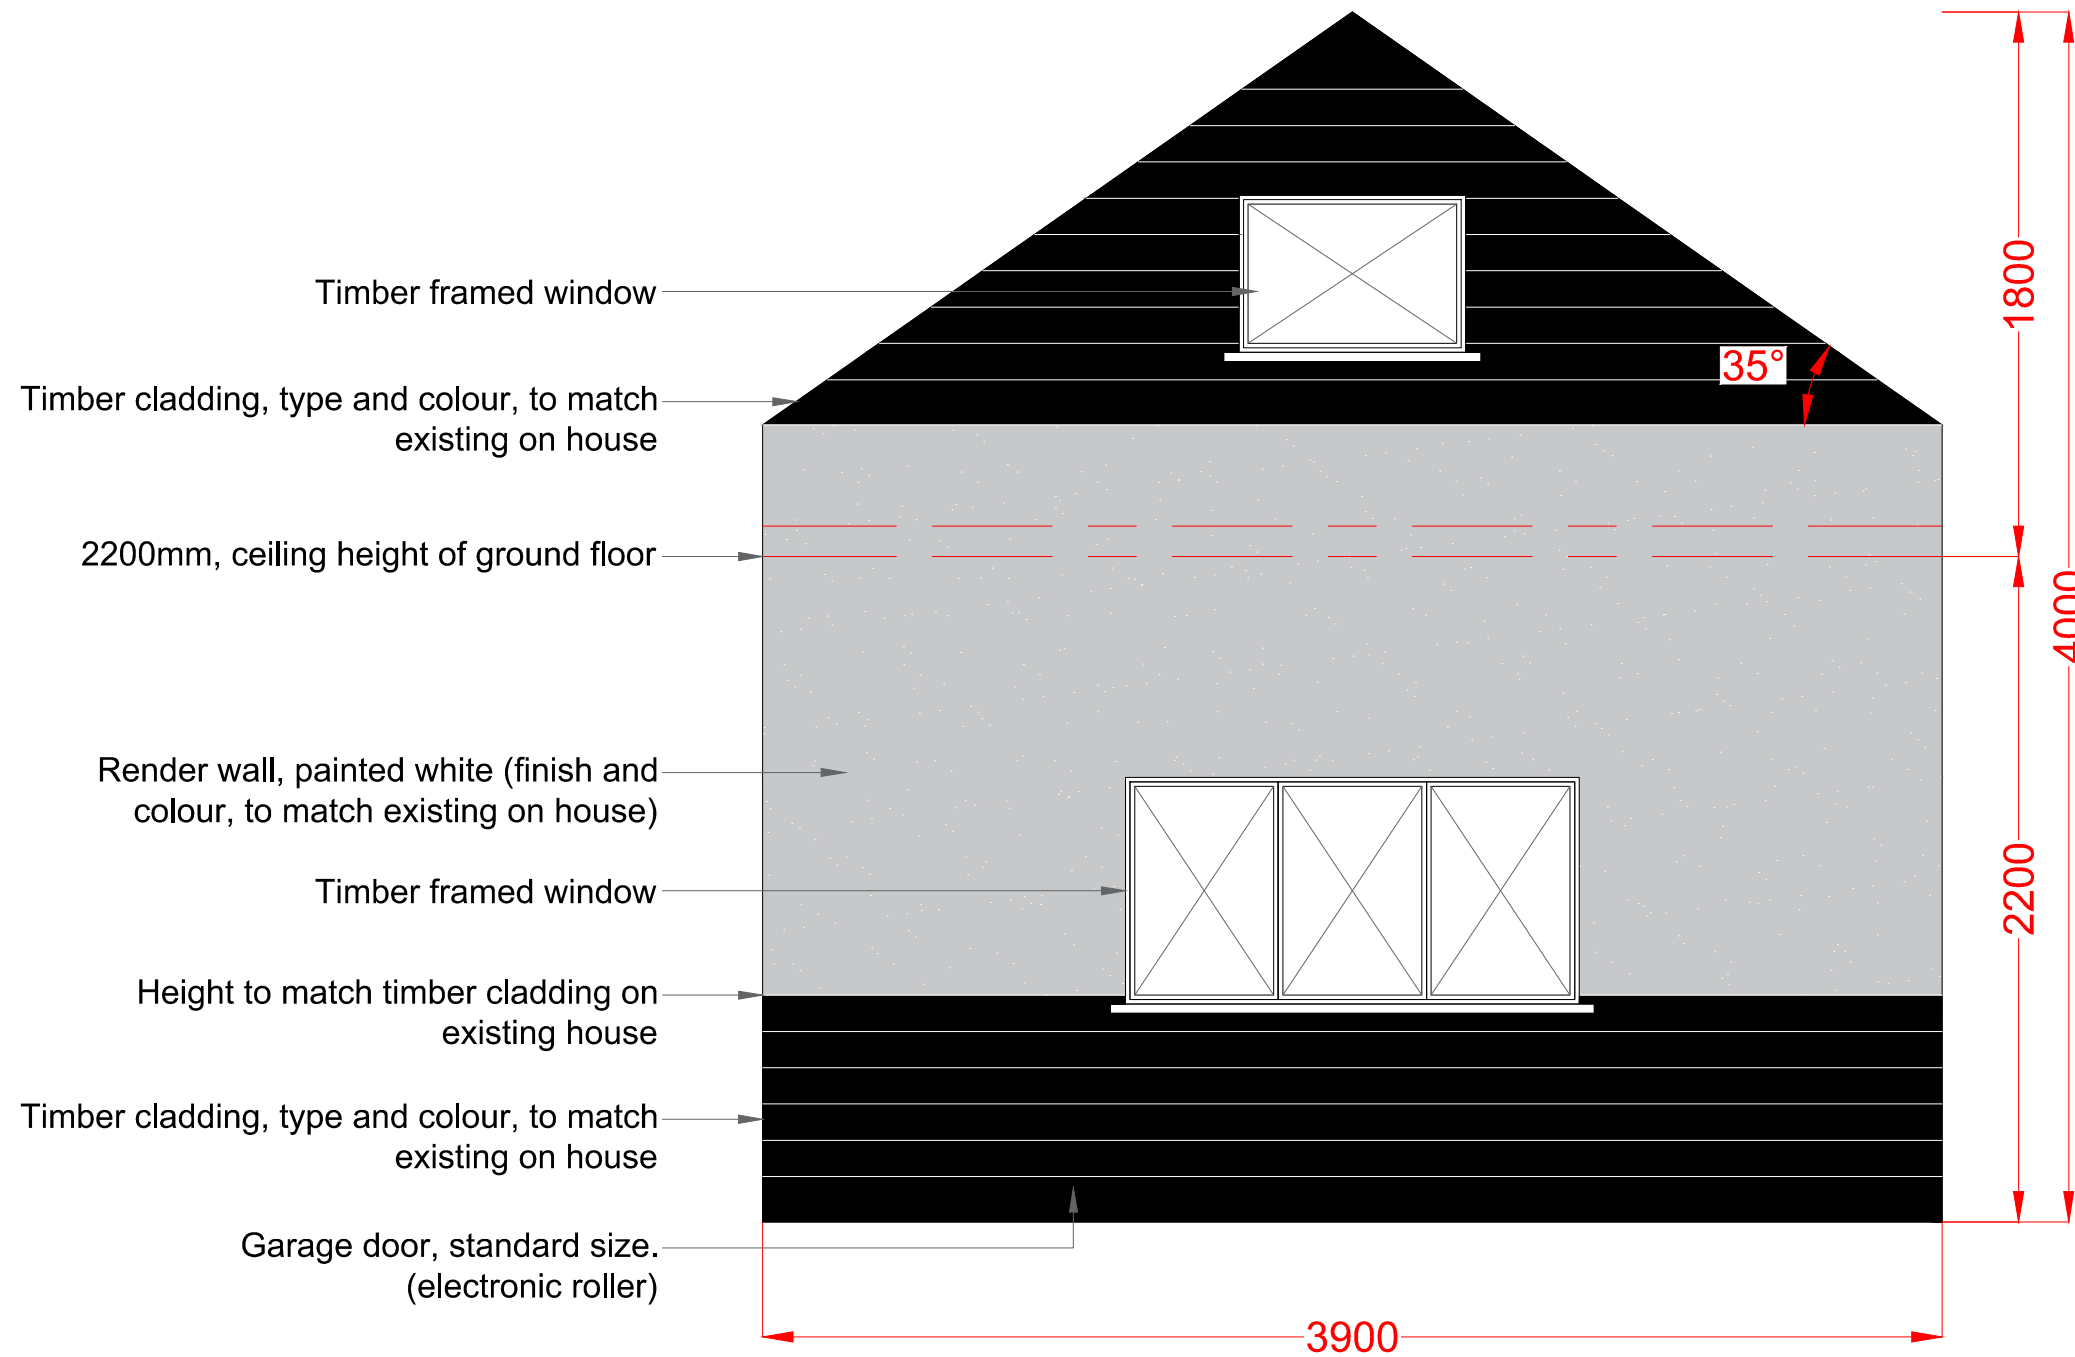 Timber framed window
Timber cladding, type and colour, to match
existing on house
2200mm, ceiling height of ground floor
Render wall, painted white (finish and
colour, to match existing on house)
Timber framed window
Height to match timber cladding on
existing house
Timber cladding, type and colour, to match
existing on house
Garage door, standard size.
(electronic roller)
35°
1800
4000
2200
3900